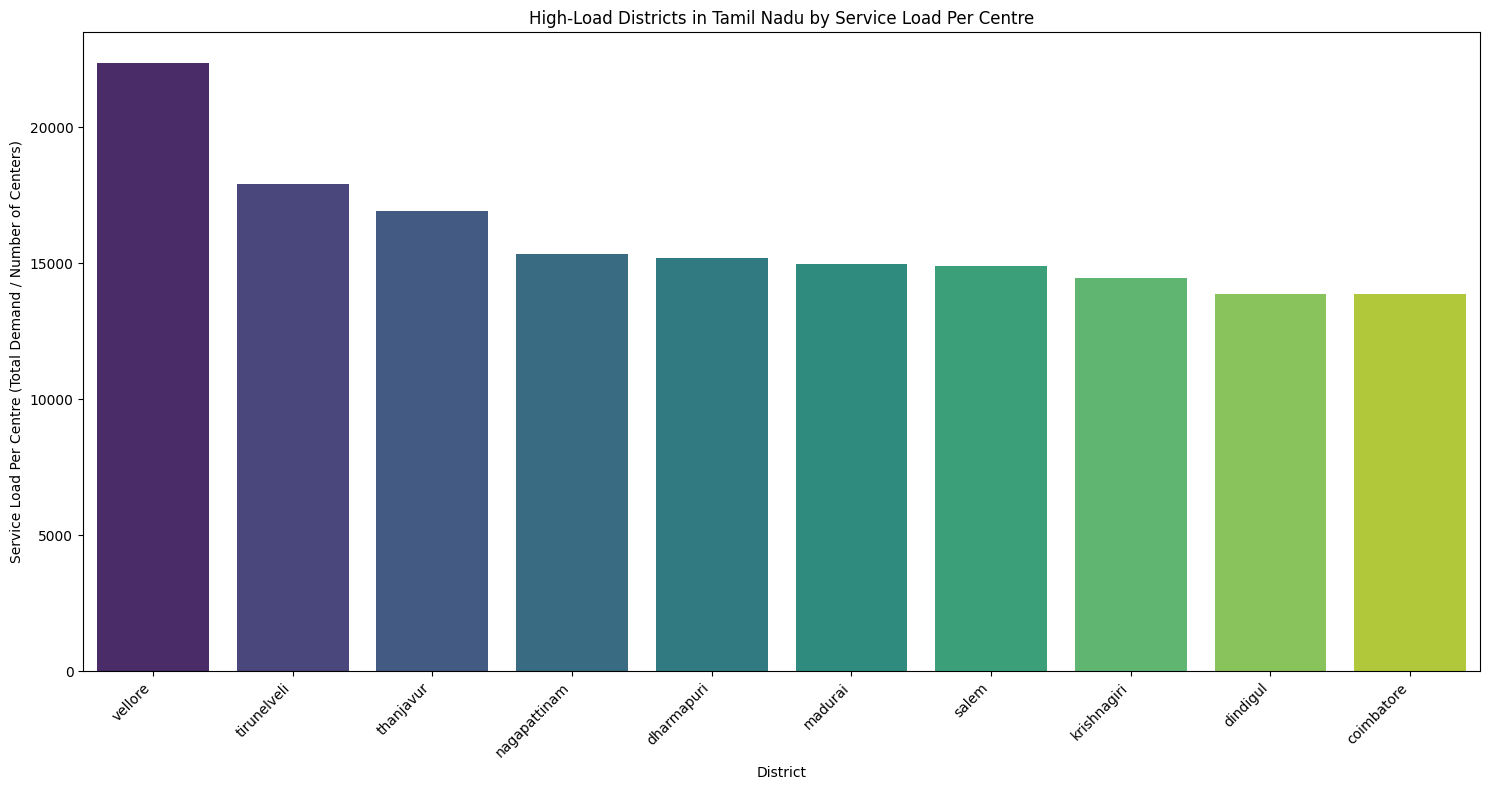 High-Load Districts in Tamil Nadu by Service Load Per Centre
Service Load Per Centre (Total Demand / Number of Centers)
20000
15000
10000
5000
0
vellore
tirunelveli
thanjavur
nagapattinam
dharmapuri
madurai
salem
krishnagiri
dindigul
coimbatore
District